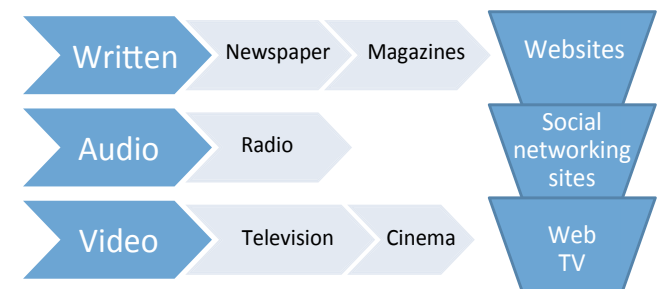 Written
Newspaper
Magazines
Websites
Audio
Radio
Social
networking
sites
Video
Television
Cinema
Web
TV